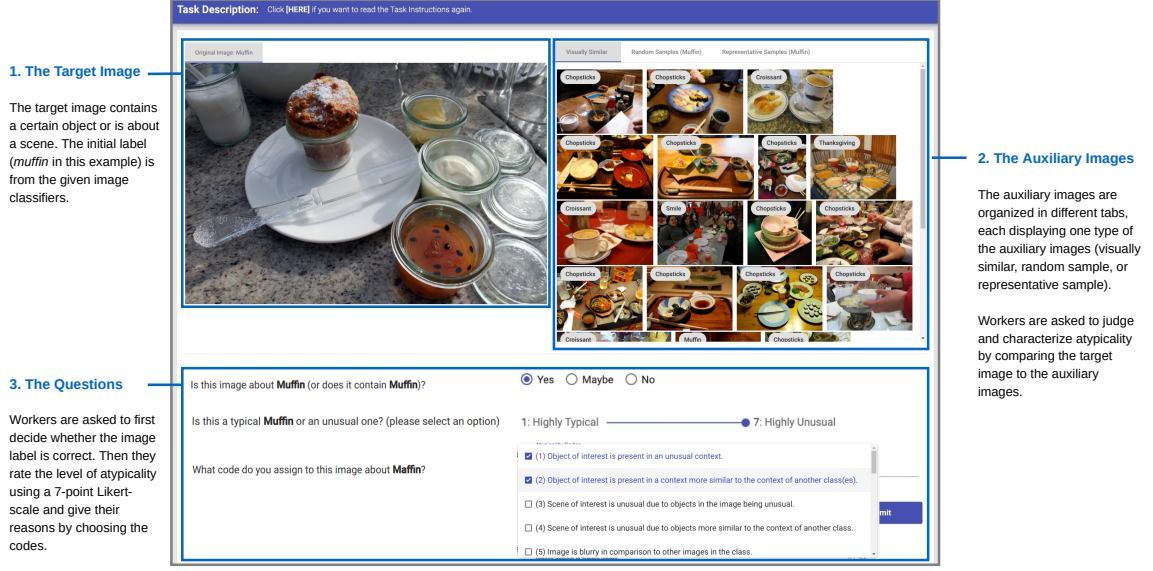 Task Description: Click [HERE] if you want to read the Task Instructions again.
1. The Target Image
The target image contains
a certain object or is about
a scene. The initial label
(muffin in this example) is
from the given image
classifiers.
Original Image: Muffin
Visually Similar
Random Samples (Muffin)
Representative Samples (Muffin)
Chopsticks
Chopsticks
Croissant
Chopsticks
Chopsticks
Chopsticks
Thanksgiving
Croissant
Smile
Chopsticks
Chopsticks
Chopsticks
Chopsticks
Chopsticks
Chopsticks
Croissant
Muffin
Chopsticks
2. The Auxiliary Images
The auxiliary images are
organized in different tabs,
each displaying one type of
the auxiliary images (visually
similar, random sample, or
representative sample).
Workers are asked to judge
and characterize atypicality
by comparing the target
image to the auxiliary
images.
3. The Questions
Workers are asked to first
decide whether the image
label is correct. Then they
rate the level of atypicality
using a 7-point Likert-
scale and give their
reasons by choosing the
codes.
Is this image about Muffin (or does it contain Muffin)?
Yes
Maybe
No
Is this a typical Muffin or an unusual one? (please select an option)
1: Highly Typical
7: Highly Unusual
What code do you assign to this image about Maffin?
(1) Object of interest is present in an unusual context.
(2) Object of interest is present in a context more similar to the context of another class(es).
(3) Scene of interest is unusual due to objects in the image being unusual.
(4) Scene of interest is unusual due to objects more similar to the context of another class.
(5) Image is blurry in comparison to other images in the class.
mit